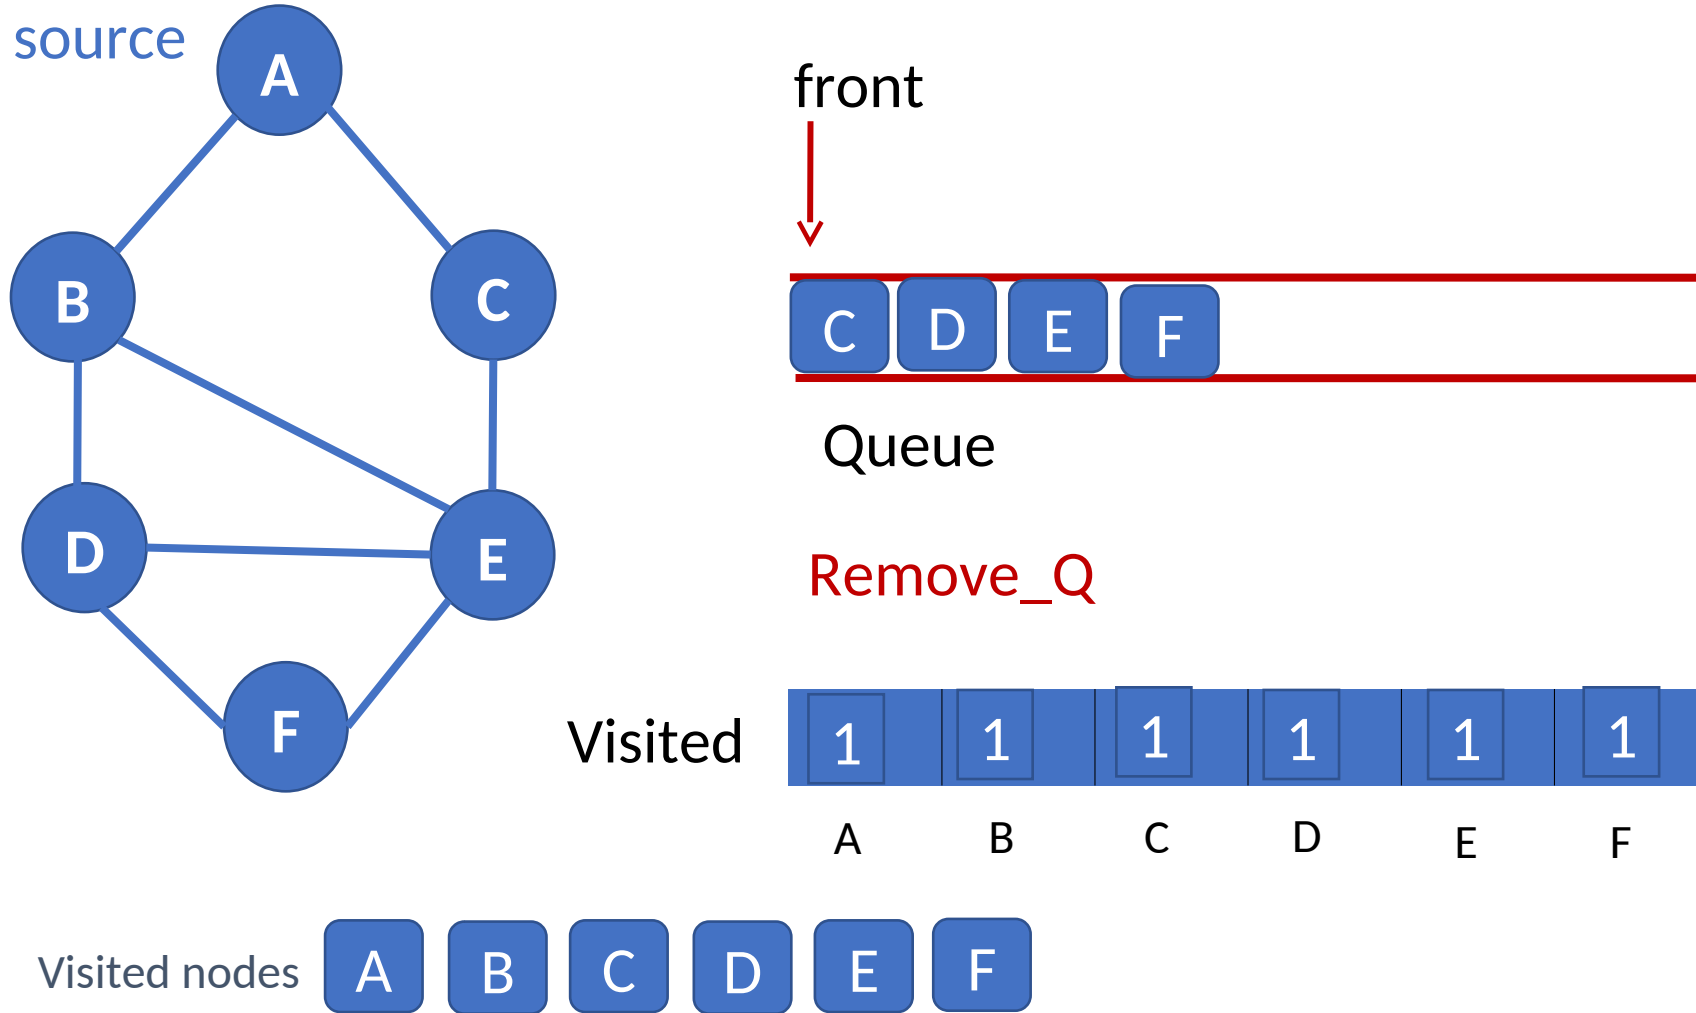 source
A
B
C
D
E
F
front
C D E F
Queue
Remove_Q
Visited 1 1 1 1 1 1
A B C D E F
Visited nodes A B C D E F